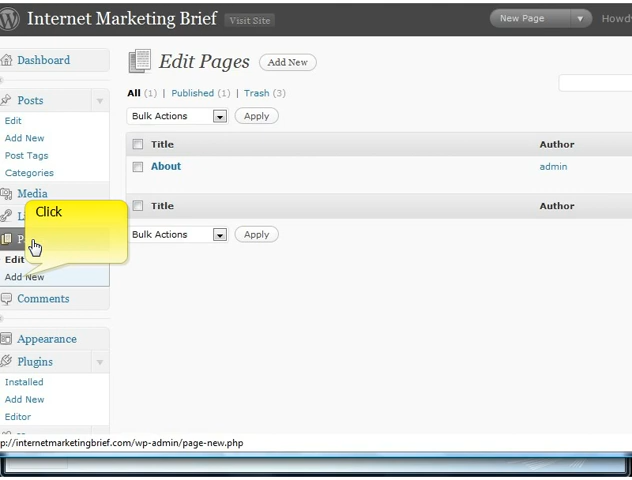 Internet Marketing Brief Visit Site New Page
Dashboard
Edit Pages Add New
All (1) | Published (1) | Trash (3)
Posts
Bulk Actions Apply
Edit
Add New
Title Author
Post Tags
About admin
Categories
Media
Click
Title Author
Bulk Actions Apply
Edit
Add New
Comments
Appearance
Plugins
Installed
Add New
Editor
p://internetmarketingbrief.com/wp-admin/page-new.php